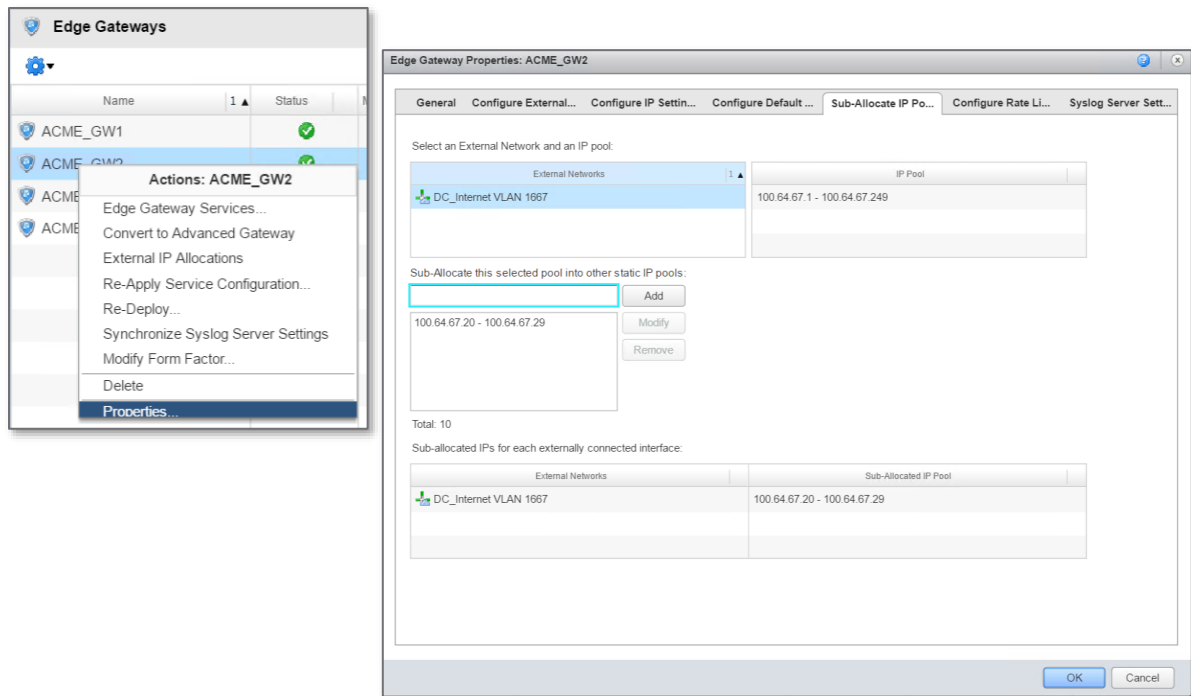 Edge Gateways
Name 1 ▲ Status
ACME_GW1
ACME_GW2
ACME
ACME
Actions: ACME_GW2
Edge Gateway Services...
Convert to Advanced Gateway
External IP Allocations
Re-Apply Service Configuration...
Re-Deploy...
Synchronize Syslog Server Settings
Modify Form Factor...
Delete
Properties...
Edge Gateway Properties: ACME_GW2
General Configure External... Configure IP Settin... Configure Default ... Sub-Allocate IP Po... Configure Rate Li... Syslog Server Sett...
Select an External Network and an IP pool:
External Networks 1 ▲ IP Pool
DC_Internet VLAN 1667 100.64.67.1 - 100.64.67.249
Sub-Allocate this selected pool into other static IP pools:
Add
100.64.67.20 - 100.64.67.29
Modify
Remove
Total: 10
Sub-allocated IPs for each externally connected interface:
External Networks Sub-Allocated IP Pool
DC_Internet VLAN 1667 100.64.67.20 - 100.64.67.29
OK Cancel